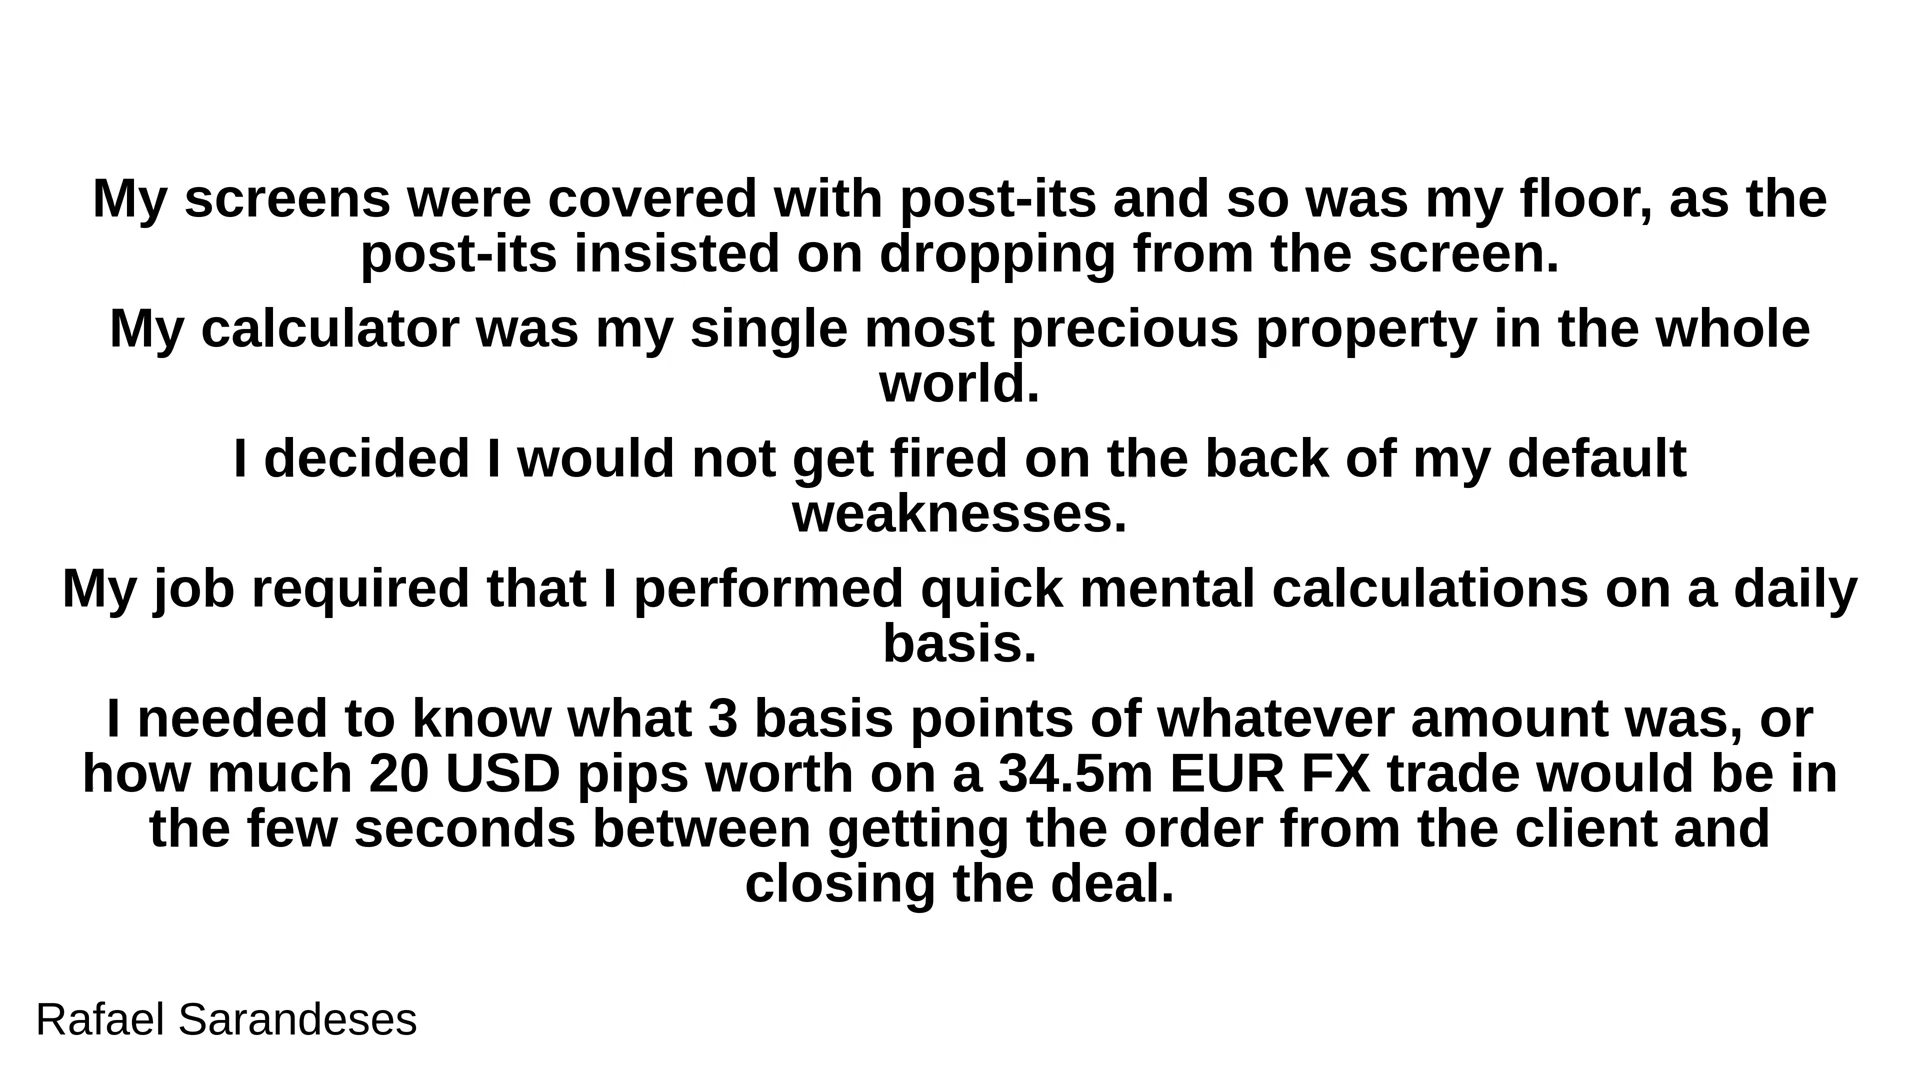 My screens were covered with post-its and so was my floor, as the
post-its insisted on dropping from the screen.
My calculator was my single most precious property in the whole
world.
I decided I would not get fired on the back of my default
weaknesses.
My job required that I performed quick mental calculations on a daily
basis.
I needed to know what 3 basis points of whatever amount was, or
how much 20 USD pips worth on a 34.5m EUR FX trade would be in
the few seconds between getting the order from the client and
closing the deal.
Rafael Sarandeses